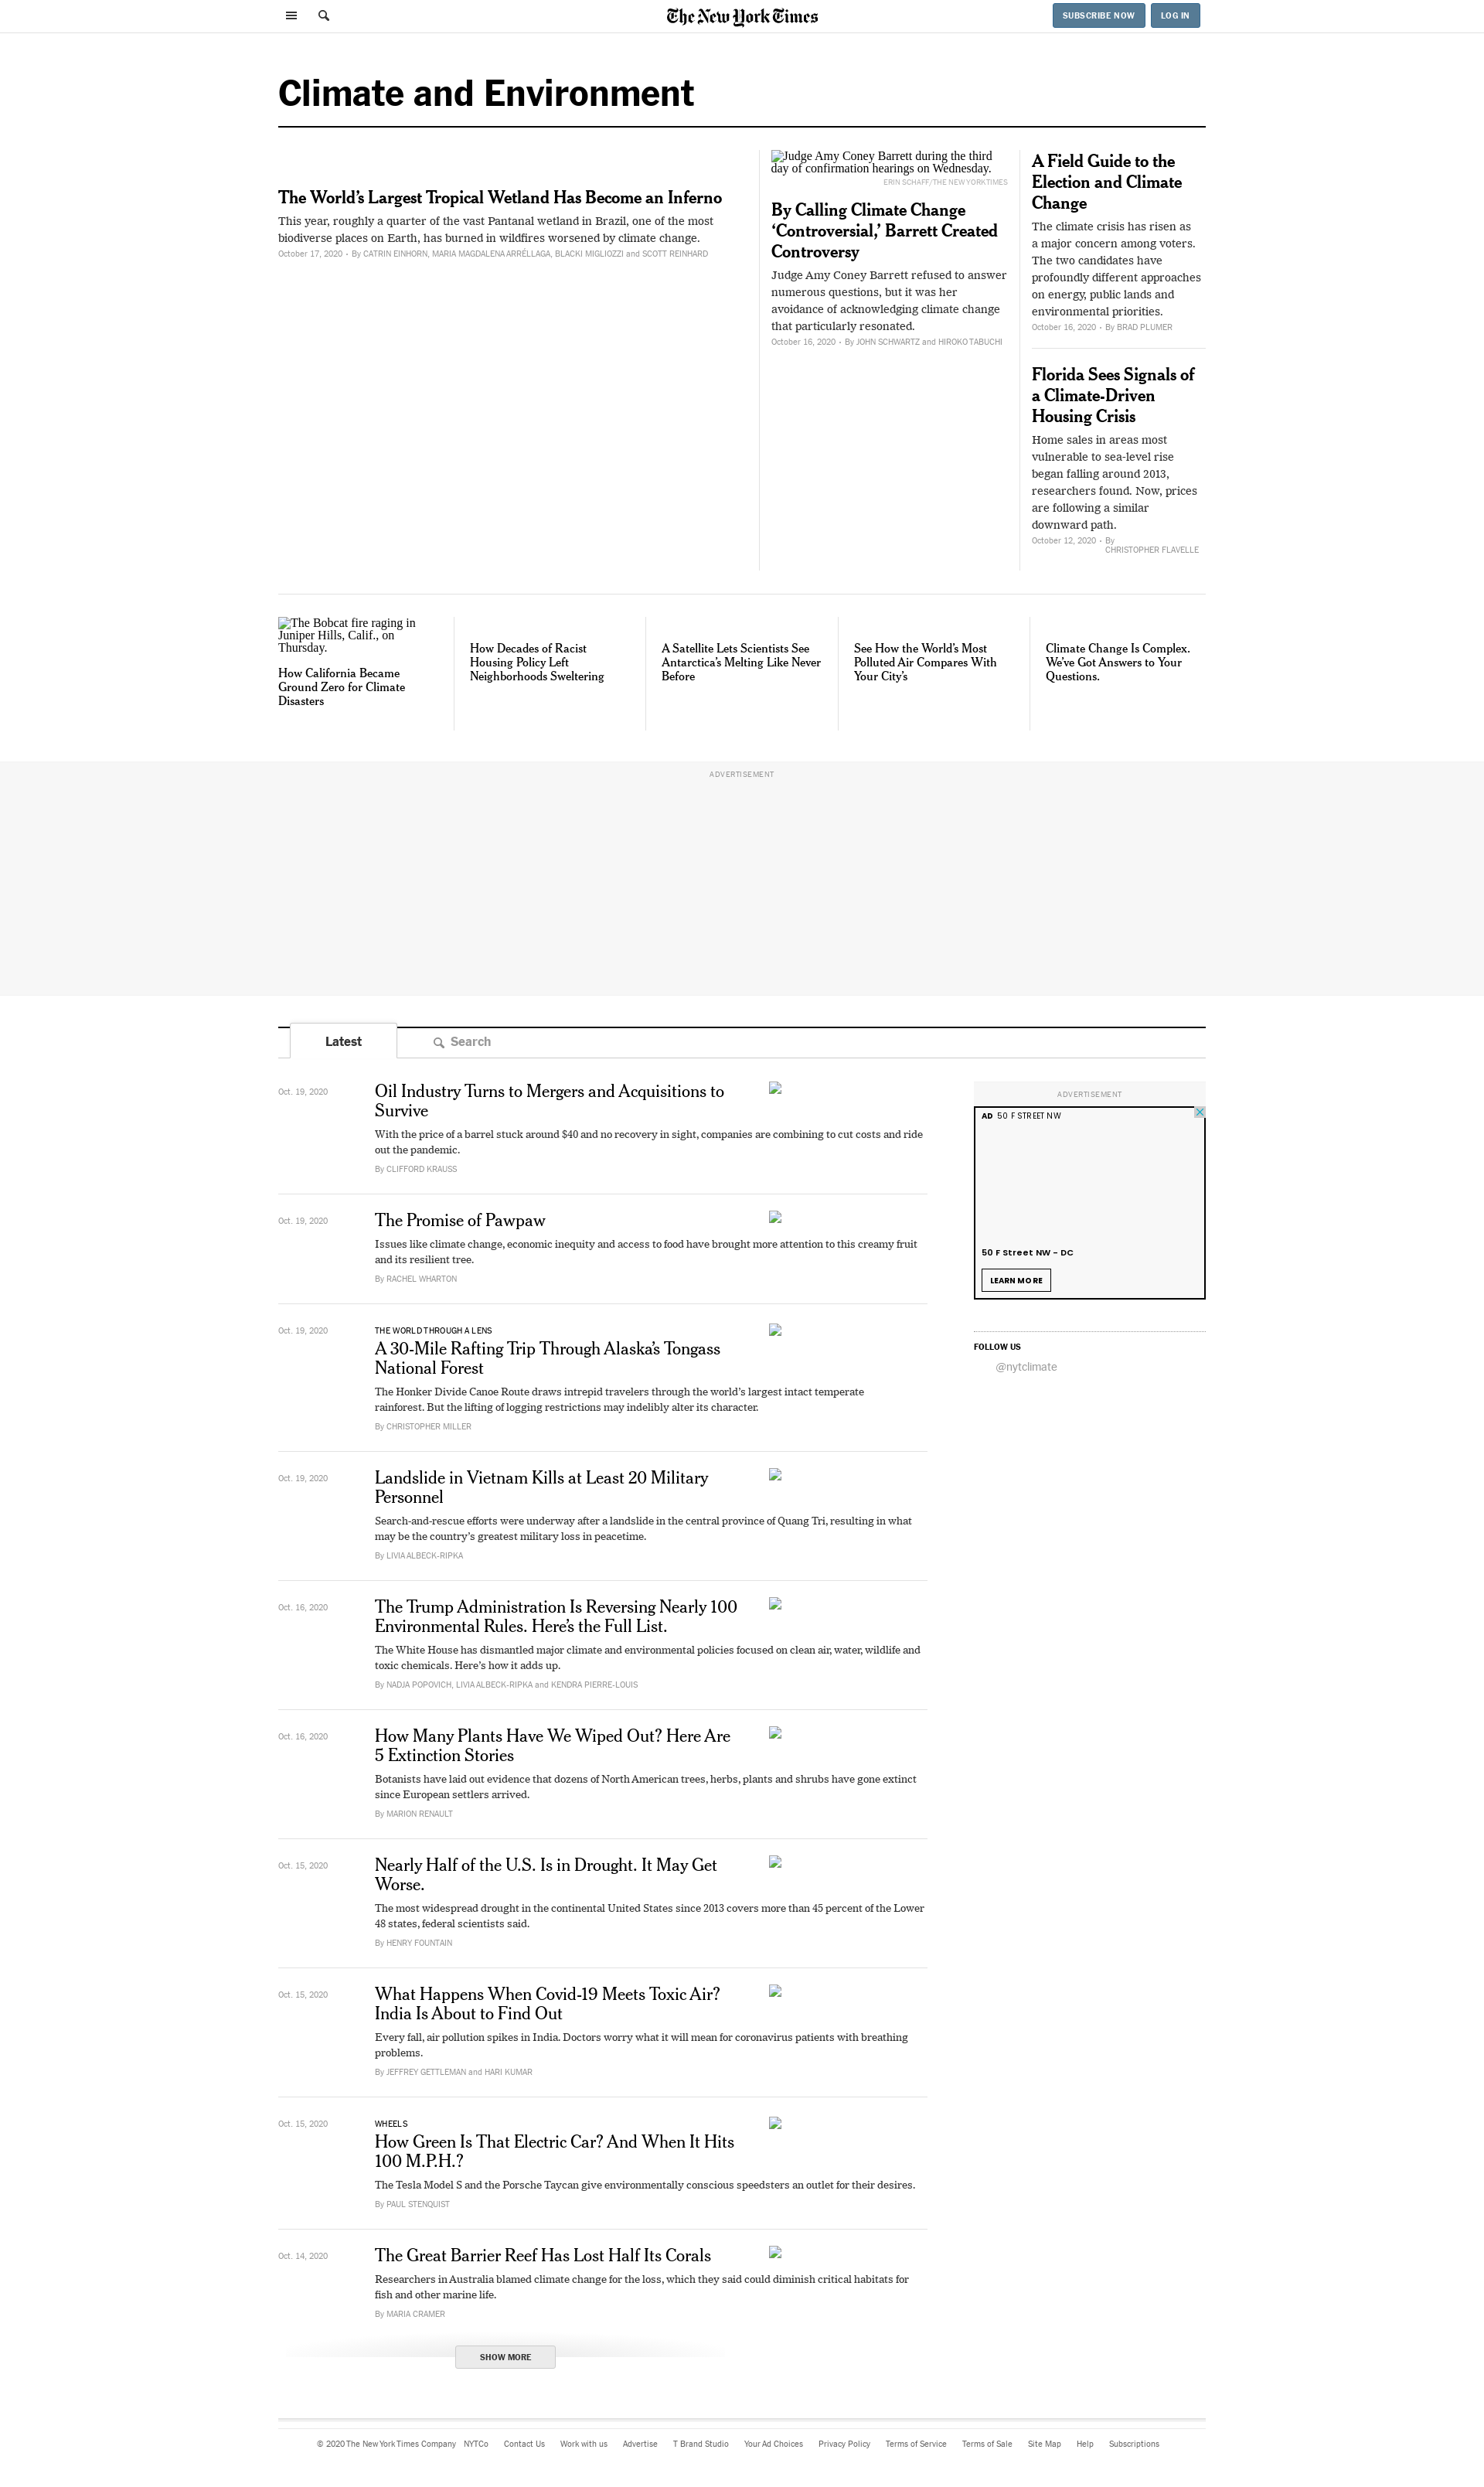 The New York Times
SUBSCRIBE NOW
LOG IN
Climate and Environment
The World’s Largest Tropical Wetland Has Become an Inferno
This year, roughly a quarter of the vast Pantanal wetland in Brazil, one of the most
biodiverse places on Earth, has burned in wildfires worsened by climate change.
October 17, 2020 • By CATRIN EINHORN, MARIA MAGDALENA ARRÉLLAGA, BLACKI MIGLIOZZI and SCOTT REINHARD
Judge Amy Coney Barrett during the third
day of confirmation hearings on Wednesday.
ERIN SCHAFF/THE NEW YORK TIMES
By Calling Climate Change
‘Controversial,’ Barrett Created
Controversy
Judge Amy Coney Barrett refused to answer
numerous questions, but it was her
avoidance of acknowledging climate change
that particularly resonated.
October 16, 2020 • By JOHN SCHWARTZ and HIROKO TABUCHI
A Field Guide to the
Election and Climate
Change
The climate crisis has risen as
a major concern among voters.
The two candidates have
profoundly different approaches
on energy, public lands and
environmental priorities.
October 16, 2020 • By BRAD PLUMER
Florida Sees Signals of
a Climate-Driven
Housing Crisis
Home sales in areas most
vulnerable to sea-level rise
began falling around 2013,
researchers found. Now, prices
are following a similar
downward path.
October 12, 2020 • By
CHRISTOPHER FLAVELLE
The Bobcat fire raging in
Juniper Hills, Calif., on
Thursday.
How California Became
Ground Zero for Climate
Disasters
How Decades of Racist
Housing Policy Left
Neighborhoods Sweltering
A Satellite Lets Scientists See
Antarctica’s Melting Like Never
Before
See How the World’s Most
Polluted Air Compares With
Your City’s
Climate Change Is Complex.
We’ve Got Answers to Your
Questions.
ADVERTISEMENT
Latest
Search
Oct. 19, 2020
Oil Industry Turns to Mergers and Acquisitions to
Survive
With the price of a barrel stuck around $40 and no recovery in sight, companies are combining to cut costs and ride
out the pandemic.
By CLIFFORD KRAUSS
Oct. 19, 2020
The Promise of Pawpaw
Issues like climate change, economic inequity and access to food have brought more attention to this creamy fruit
and its resilient tree.
By RACHEL WHARTON
Oct. 19, 2020
THE WORLD THROUGH A LENS
A 30-Mile Rafting Trip Through Alaska’s Tongass
National Forest
The Honker Divide Canoe Route draws intrepid travelers through the world’s largest intact temperate
rainforest. But the lifting of logging restrictions may indelibly alter its character.
By CHRISTOPHER MILLER
Oct. 19, 2020
Landslide in Vietnam Kills at Least 20 Military
Personnel
Search-and-rescue efforts were underway after a landslide in the central province of Quang Tri, resulting in what
may be the country’s greatest military loss in peacetime.
By LIVIA ALBECK-RIPKA
Oct. 16, 2020
The Trump Administration Is Reversing Nearly 100
Environmental Rules. Here’s the Full List.
The White House has dismantled major climate and environmental policies focused on clean air, water, wildlife and
toxic chemicals. Here’s how it adds up.
By NADJA POPOVICH, LIVIA ALBECK-RIPKA and KENDRA PIERRE-LOUIS
Oct. 16, 2020
How Many Plants Have We Wiped Out? Here Are
5 Extinction Stories
Botanists have laid out evidence that dozens of North American trees, herbs, plants and shrubs have gone extinct
since European settlers arrived.
By MARION RENAULT
Oct. 15, 2020
Nearly Half of the U.S. Is in Drought. It May Get
Worse.
The most widespread drought in the continental United States since 2013 covers more than 45 percent of the Lower
48 states, federal scientists said.
By HENRY FOUNTAIN
Oct. 15, 2020
What Happens When Covid-19 Meets Toxic Air?
India Is About to Find Out
Every fall, air pollution spikes in India. Doctors worry what it will mean for coronavirus patients with breathing
problems.
By JEFFREY GETTLEMAN and HARI KUMAR
Oct. 15, 2020
WHEELS
How Green Is That Electric Car? And When It Hits
100 M.P.H.?
The Tesla Model S and the Porsche Taycan give environmentally conscious speedsters an outlet for their desires.
By PAUL STENQUIST
Oct. 14, 2020
The Great Barrier Reef Has Lost Half Its Corals
Researchers in Australia blamed climate change for the loss, which they said could diminish critical habitats for
fish and other marine life.
By MARIA CRAMER
SHOW MORE
ADVERTISEMENT
AD 50 F STREET NW
50 F Street NW - DC
LEARN MORE
FOLLOW US
@nytclimate
© 2020 The New York Times Company NYTCo Contact Us Work with us Advertise T Brand Studio Your Ad Choices Privacy Policy Terms of Service Terms of Sale Site Map Help Subscriptions